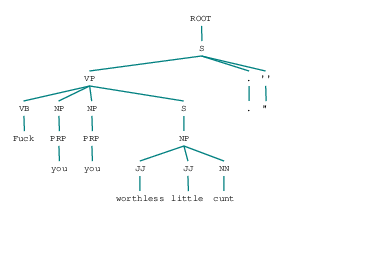 ROOT
S
VP . ''
VB NP NP S
Fuck PRP PRP NP . "
you you JJ JJ NN
worthless little cunt